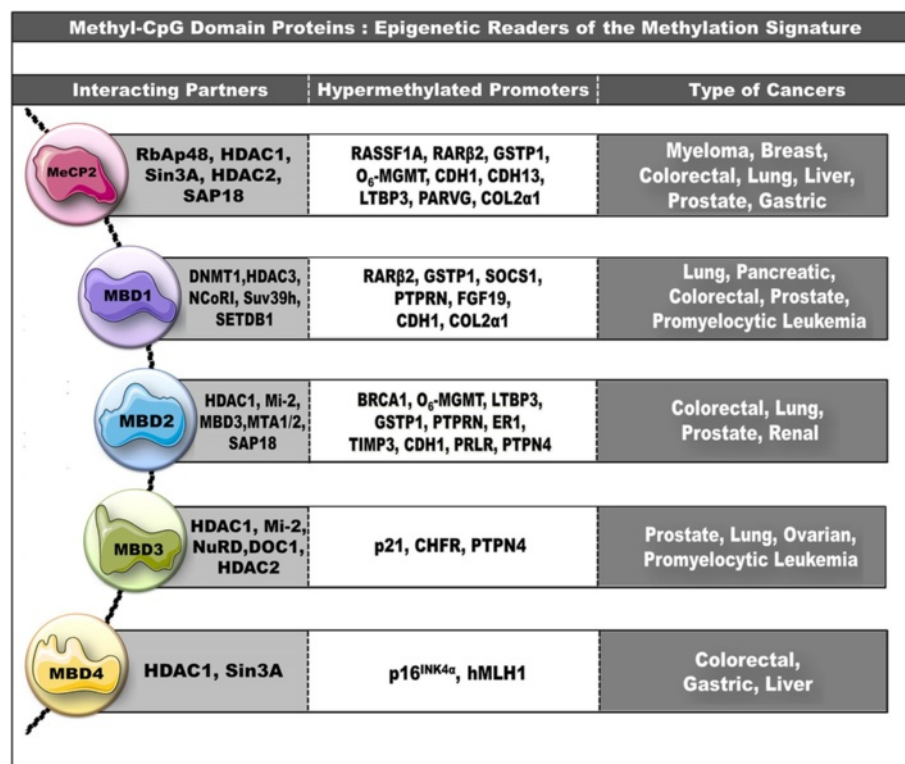 Methyl-CpG Domain Proteins : Epigenetic Readers of the Methylation Signature
Interacting Partners
Hypermethylated Promoters
Type of Cancers
MeCP2
RbAp48, HDAC1,
Sin3A, HDAC2,
SAP18
RASSF1A, RARβ2, GSTP1,
O₆-MGMT, CDH1, CDH13,
LTBP3, PARVG, COL2α1
Myeloma, Breast,
Colorectal, Lung, Liver,
Prostate, Gastric
MBD1
DNMT1,HDAC3,
NCoRI, Suv39h,
SETDB1
RARβ2, GSTP1, SOCS1,
PTPRN, FGF19,
CDH1, COL2α1
Lung, Pancreatic,
Colorectal, Prostate,
Promyelocytic Leukemia
MBD2
HDAC1, Mi-2,
MBD3,MTA1/2,
SAP18
BRCA1, O₆-MGMT, LTBP3,
GSTP1, PTPRN, ER1,
TIMP3, CDH1, PRLR, PTPN4
Colorectal, Lung,
Prostate, Renal
MBD3
HDAC1, Mi-2,
NuRD,DOC1,
HDAC2
p21, CHFR, PTPN4
Prostate, Lung, Ovarian,
Promyelocytic Leukemia
MBD4
HDAC1, Sin3A
p16INK4α, hMLH1
Colorectal,
Gastric, Liver